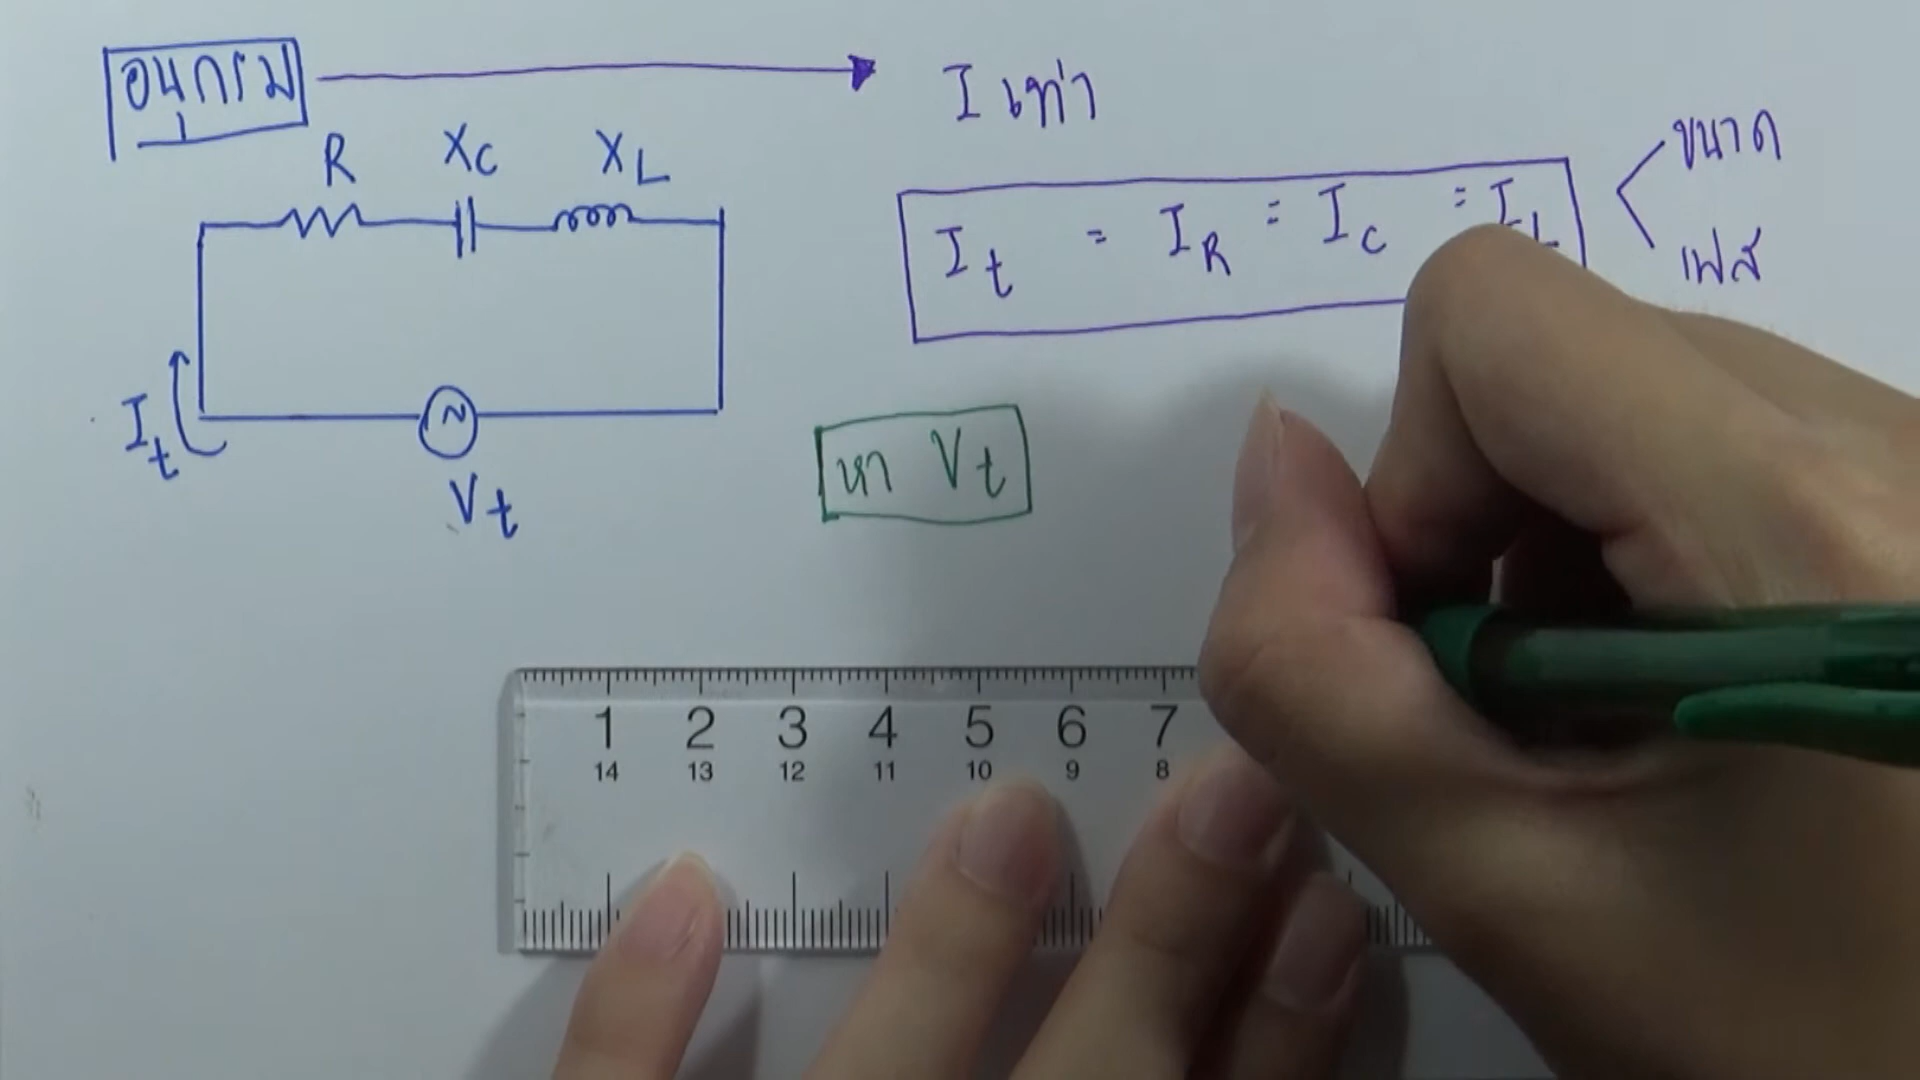 อนุกรม
I เท่า
R XC XL
It = IR = IC = IL
ขนาด
เฟส
It
Vt
หา Vt
1 2 3 4 5 6 7
14 13 12 11 10 9 8